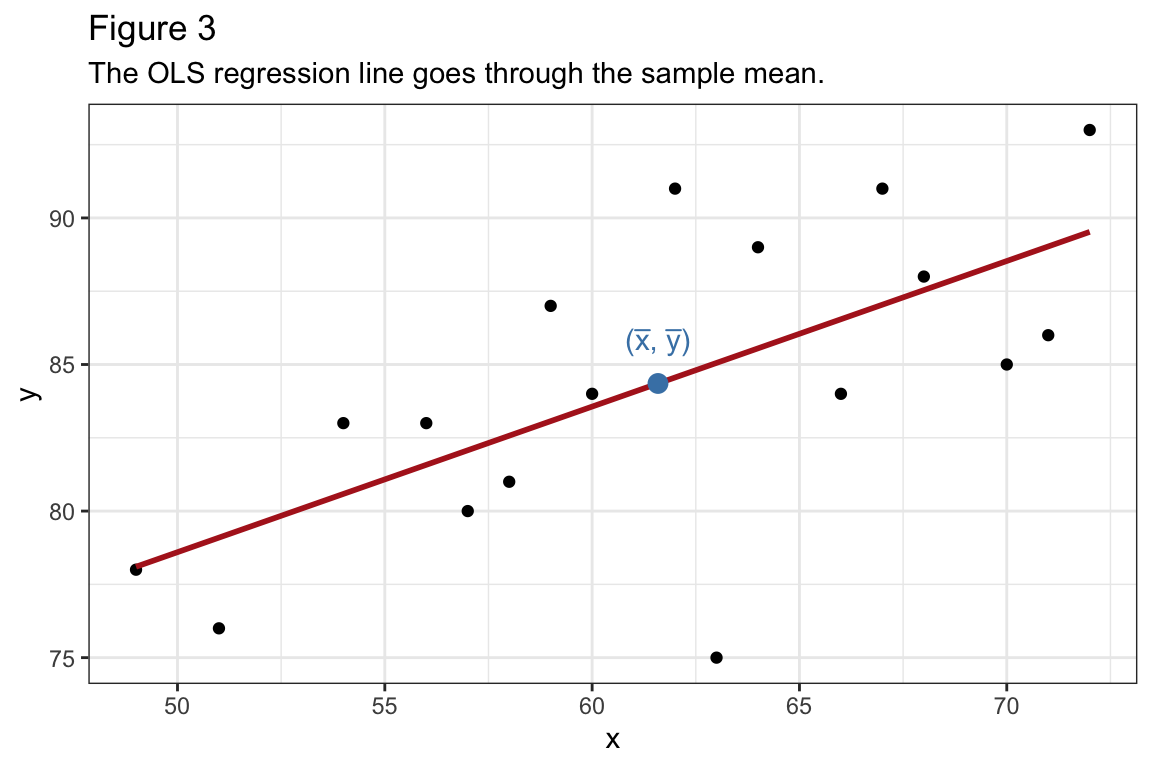 Figure 3
The OLS regression line goes through the sample mean.
90
85
80
75
y
(x̅, y̅)
50 55 60 65 70
x